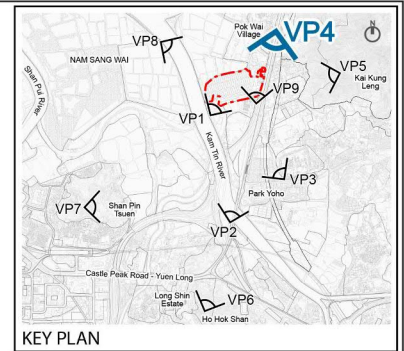 N
Pok Wai
Village
VP4
VP8
NAM SANG WAI
VP5
Kai Kung
Leng
Shan Pui River
VP9
VP1
Kam Tin River
VP3
Park Yoho
VP7
Shan Pin
Tsuen
VP2
Castle Peak Road - Yuen Long
Long Shin
Estate
VP6
Ho Hok Shan
KEY PLAN